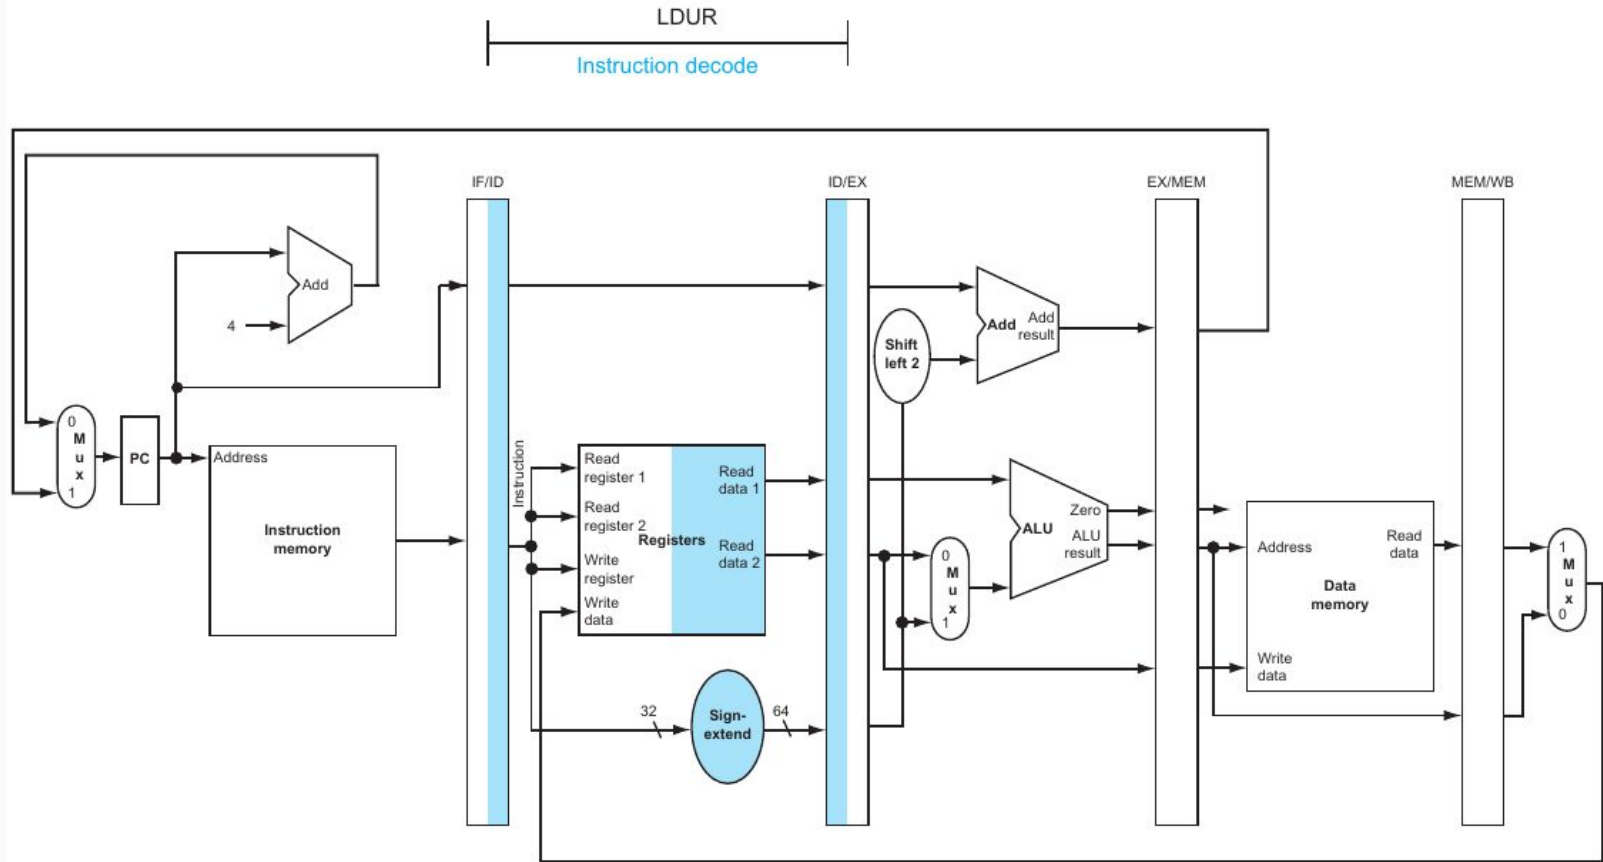 LDUR
Instruction decode
IF/ID
ID/EX
EX/MEM
MEM/WB
Add
4
Add
Add
result
Shift
left 2
0
M
u
x
1
PC
Address
Instruction
memory
Instruction
Read
register 1
Read
register 2
Registers
Write
register
Write
data
Read
data 1
Read
data 2
32
Sign-
extend
64
0
M
u
x
1
ALU
Zero
ALU
result
Address
Read
data
Data
memory
Write
data
1
M
u
x
0